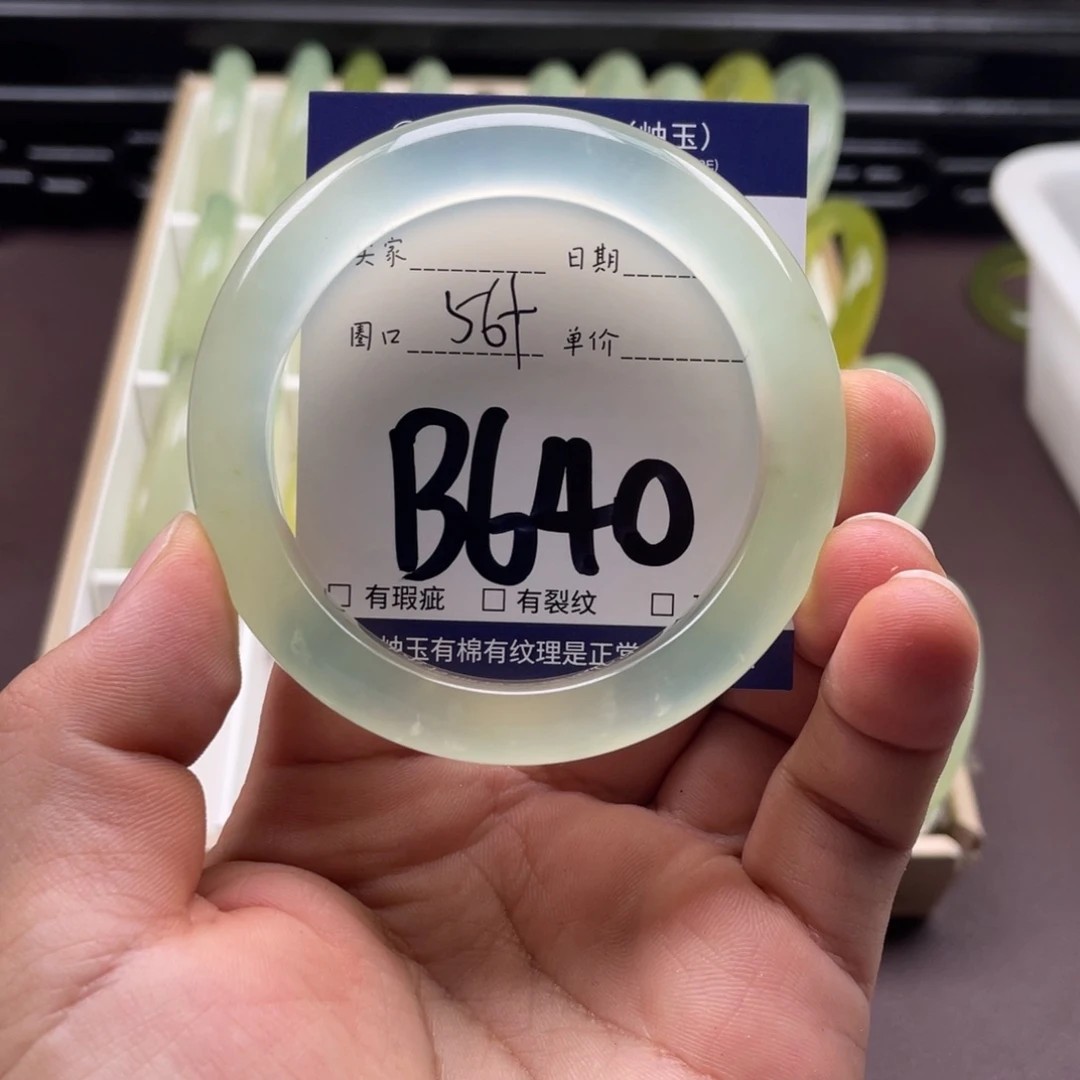 岫玉）
买家 日期
圈口 56+ 单价
B640
□ 有瑕疵 □ 有裂纹 □
岫玉有棉有纹理是正常